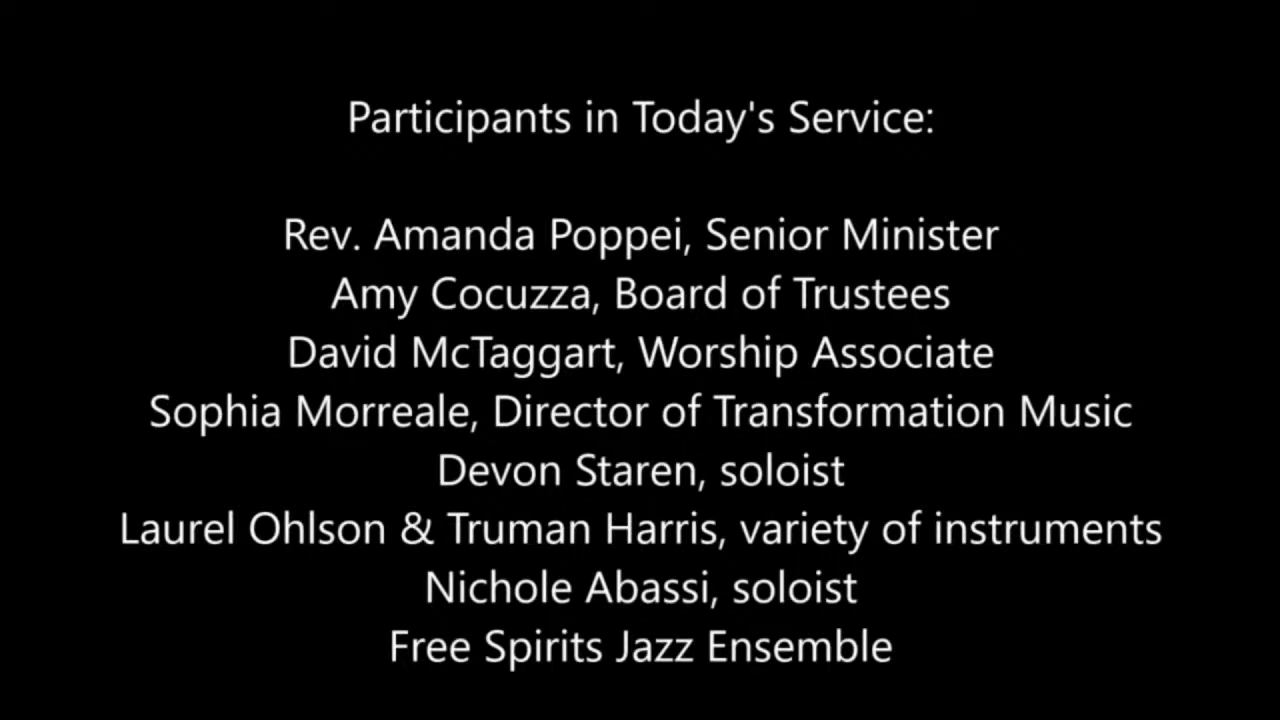 Participants in Today's Service:
Rev. Amanda Poppei, Senior Minister
Amy Cocuzza, Board of Trustees
David McTaggart, Worship Associate
Sophia Morreale, Director of Transformation Music
Devon Staren, soloist
Laurel Ohlson & Truman Harris, variety of instruments
Nichole Abassi, soloist
Free Spirits Jazz Ensemble